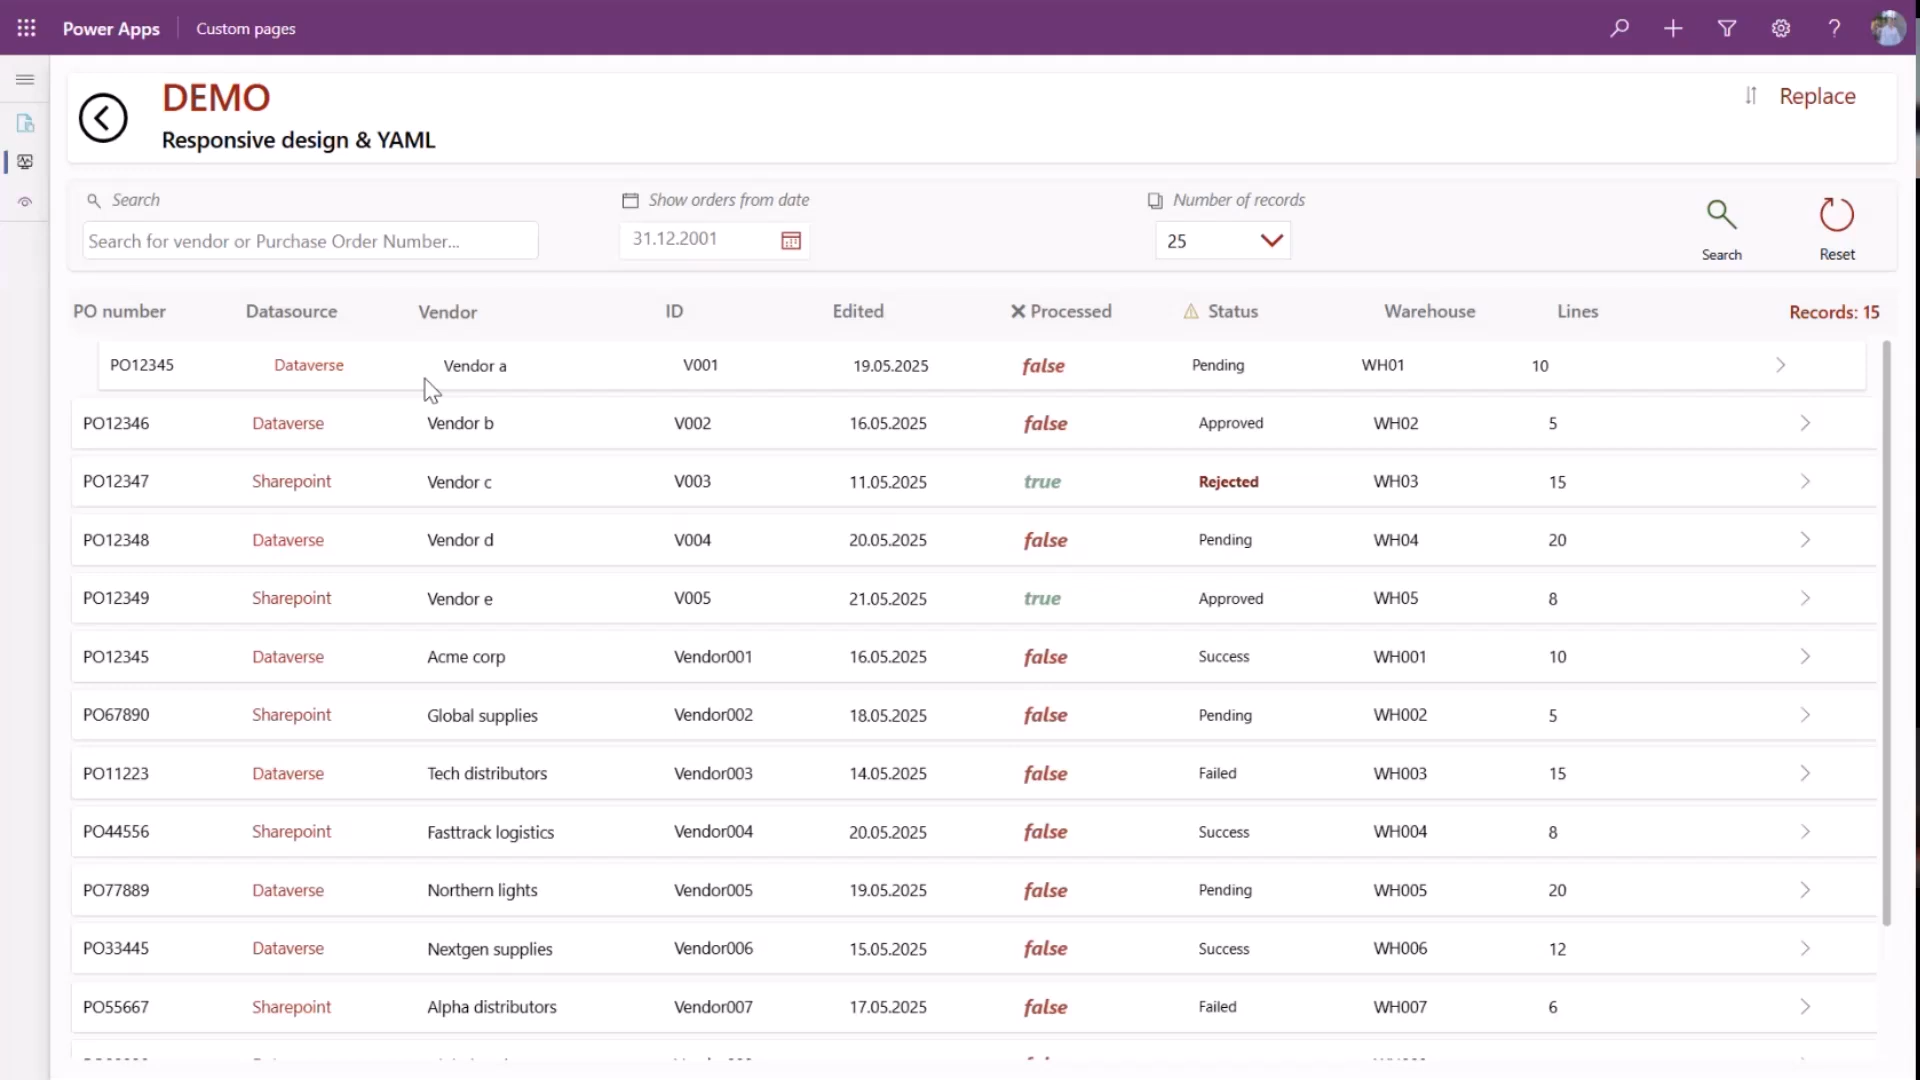 Power Apps Custom pages
DEMO
Replace
Responsive design & YAML
Search Show orders from date Number of records
Search for vendor or Purchase Order Number... 31.12.2001 25
Search Reset
PO number Datasource Vendor ID Edited Processed Status Warehouse Lines Records: 15
PO12345 Dataverse Vendor a V001 19.05.2025 false Pending WH01 10
PO12346 Dataverse Vendor b V002 16.05.2025 false Approved WH02 5
PO12347 Sharepoint Vendor c V003 11.05.2025 true Rejected WH03 15
PO12348 Dataverse Vendor d V004 20.05.2025 false Pending WH04 20
PO12349 Sharepoint Vendor e V005 21.05.2025 true Approved WH05 8
PO12345 Dataverse Acme corp Vendor001 16.05.2025 false Success WH001 10
PO67890 Sharepoint Global supplies Vendor002 18.05.2025 false Pending WH002 5
PO11223 Dataverse Tech distributors Vendor003 14.05.2025 false Failed WH003 15
PO44556 Sharepoint Fasttrack logistics Vendor004 20.05.2025 false Success WH004 8
PO77889 Dataverse Northern lights Vendor005 19.05.2025 false Pending WH005 20
PO33445 Dataverse Nextgen supplies Vendor006 15.05.2025 false Success WH006 12
PO55667 Sharepoint Alpha distributors Vendor007 17.05.2025 false Failed WH007 6